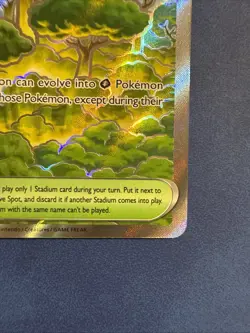 on can evolve into Pokémon
hose Pokémon, except during their
play only 1 Stadium card during your turn. Put it next to
ve Spot, and discard it if another Stadium comes into play.
m with the same name can't be played.
Creatures / GAME FREAK